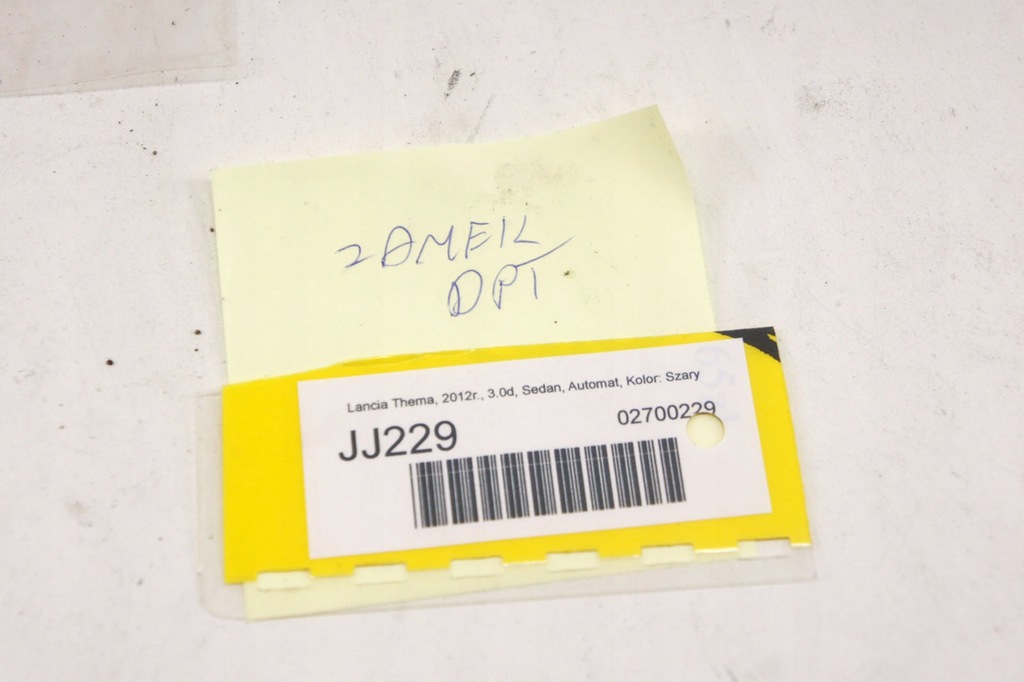 ZAMEK
DPT
Lancia Thema, 2012r., 3.0d, Sedan, Automat, Kolor: Szary
JJ229
02700229